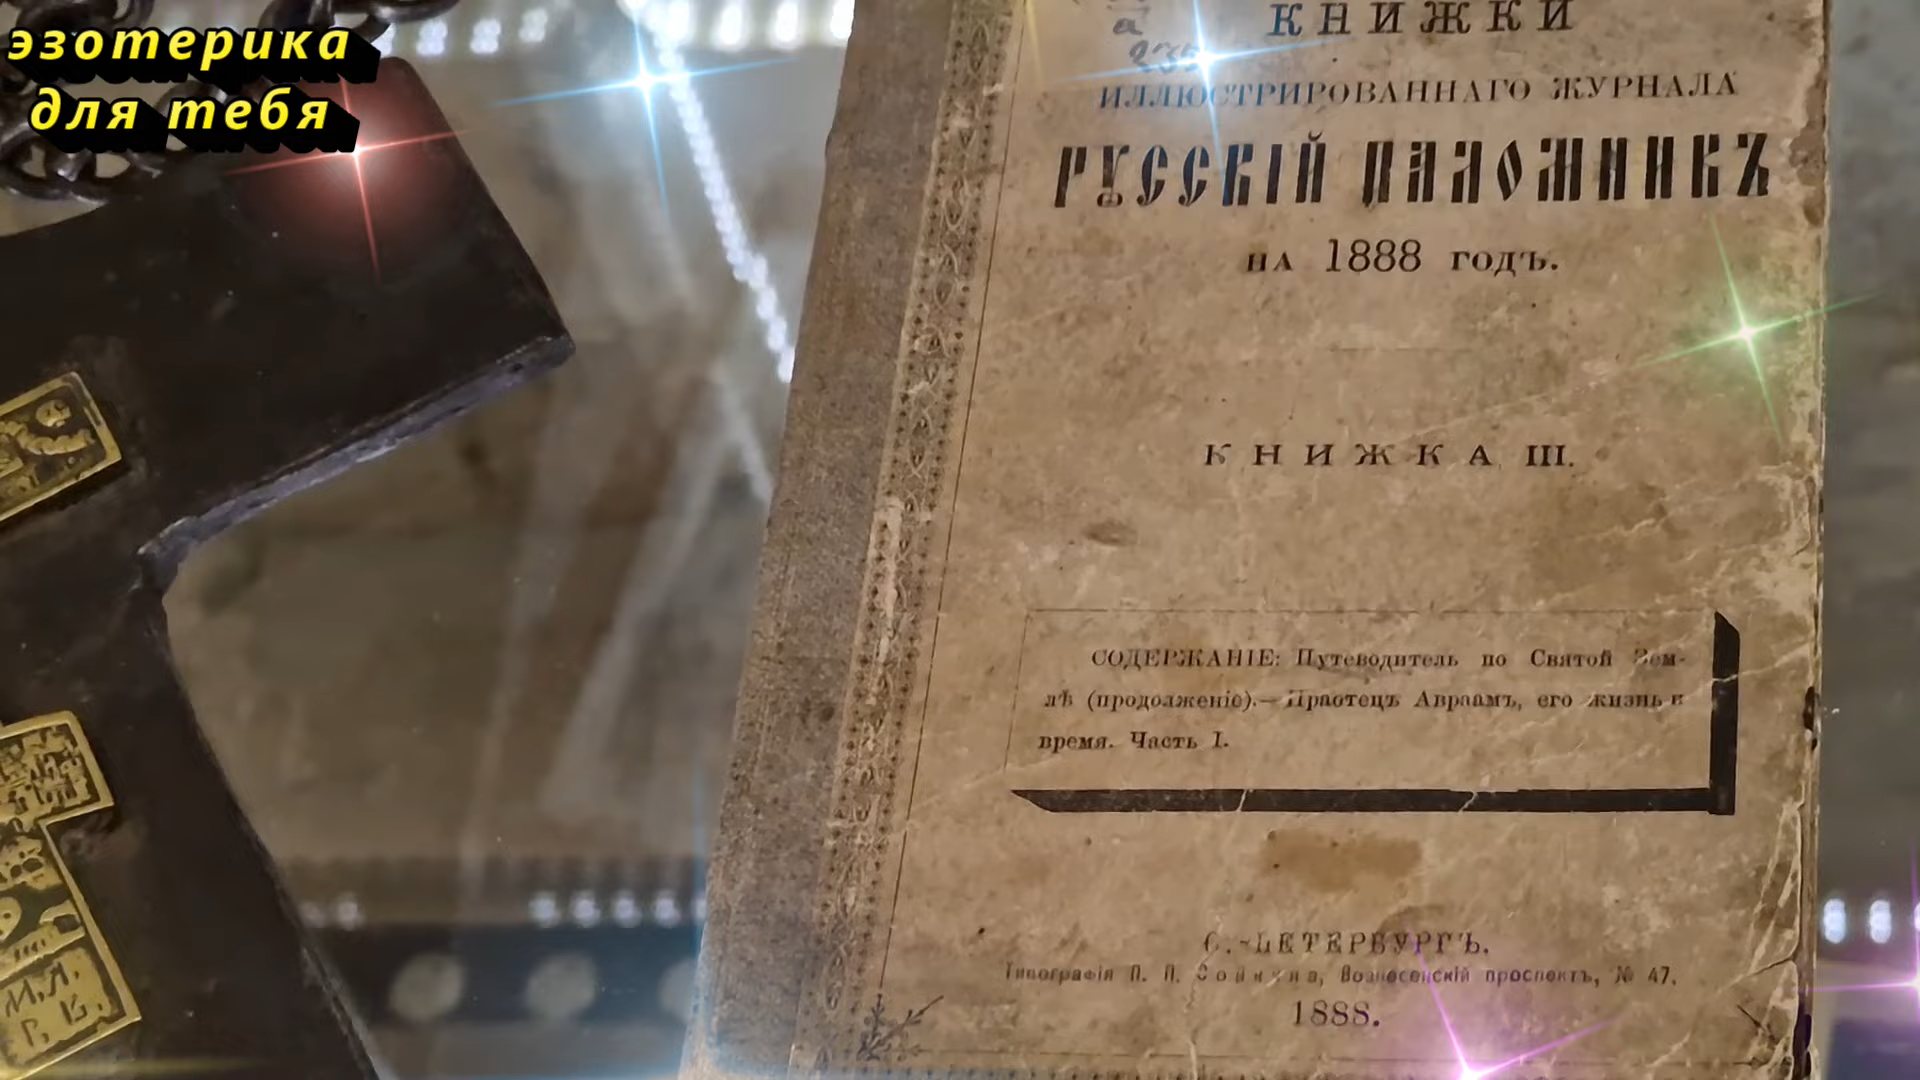 эзотерика
для тебя
а
235
КНИЖКИ
ИЛЛЮСТРИРОВАННАГО ЖУРНАЛА
РУССКІЙ ПАЛОМНИКЪ
НА 1888 ГОДЪ.
КНИЖКА III.
СОДЕРЖАНІЕ: Путеводитель по Святой Зем-
лѣ (продолженіе).— Праотецъ Авраамъ, его жизнь и
время. Часть I.
С.-ПЕТЕРБУРГЪ.
Типографія П. П. Сойкина, Вознесенскій проспектъ, № 47.
1888.
М.Л.
Р. Б.